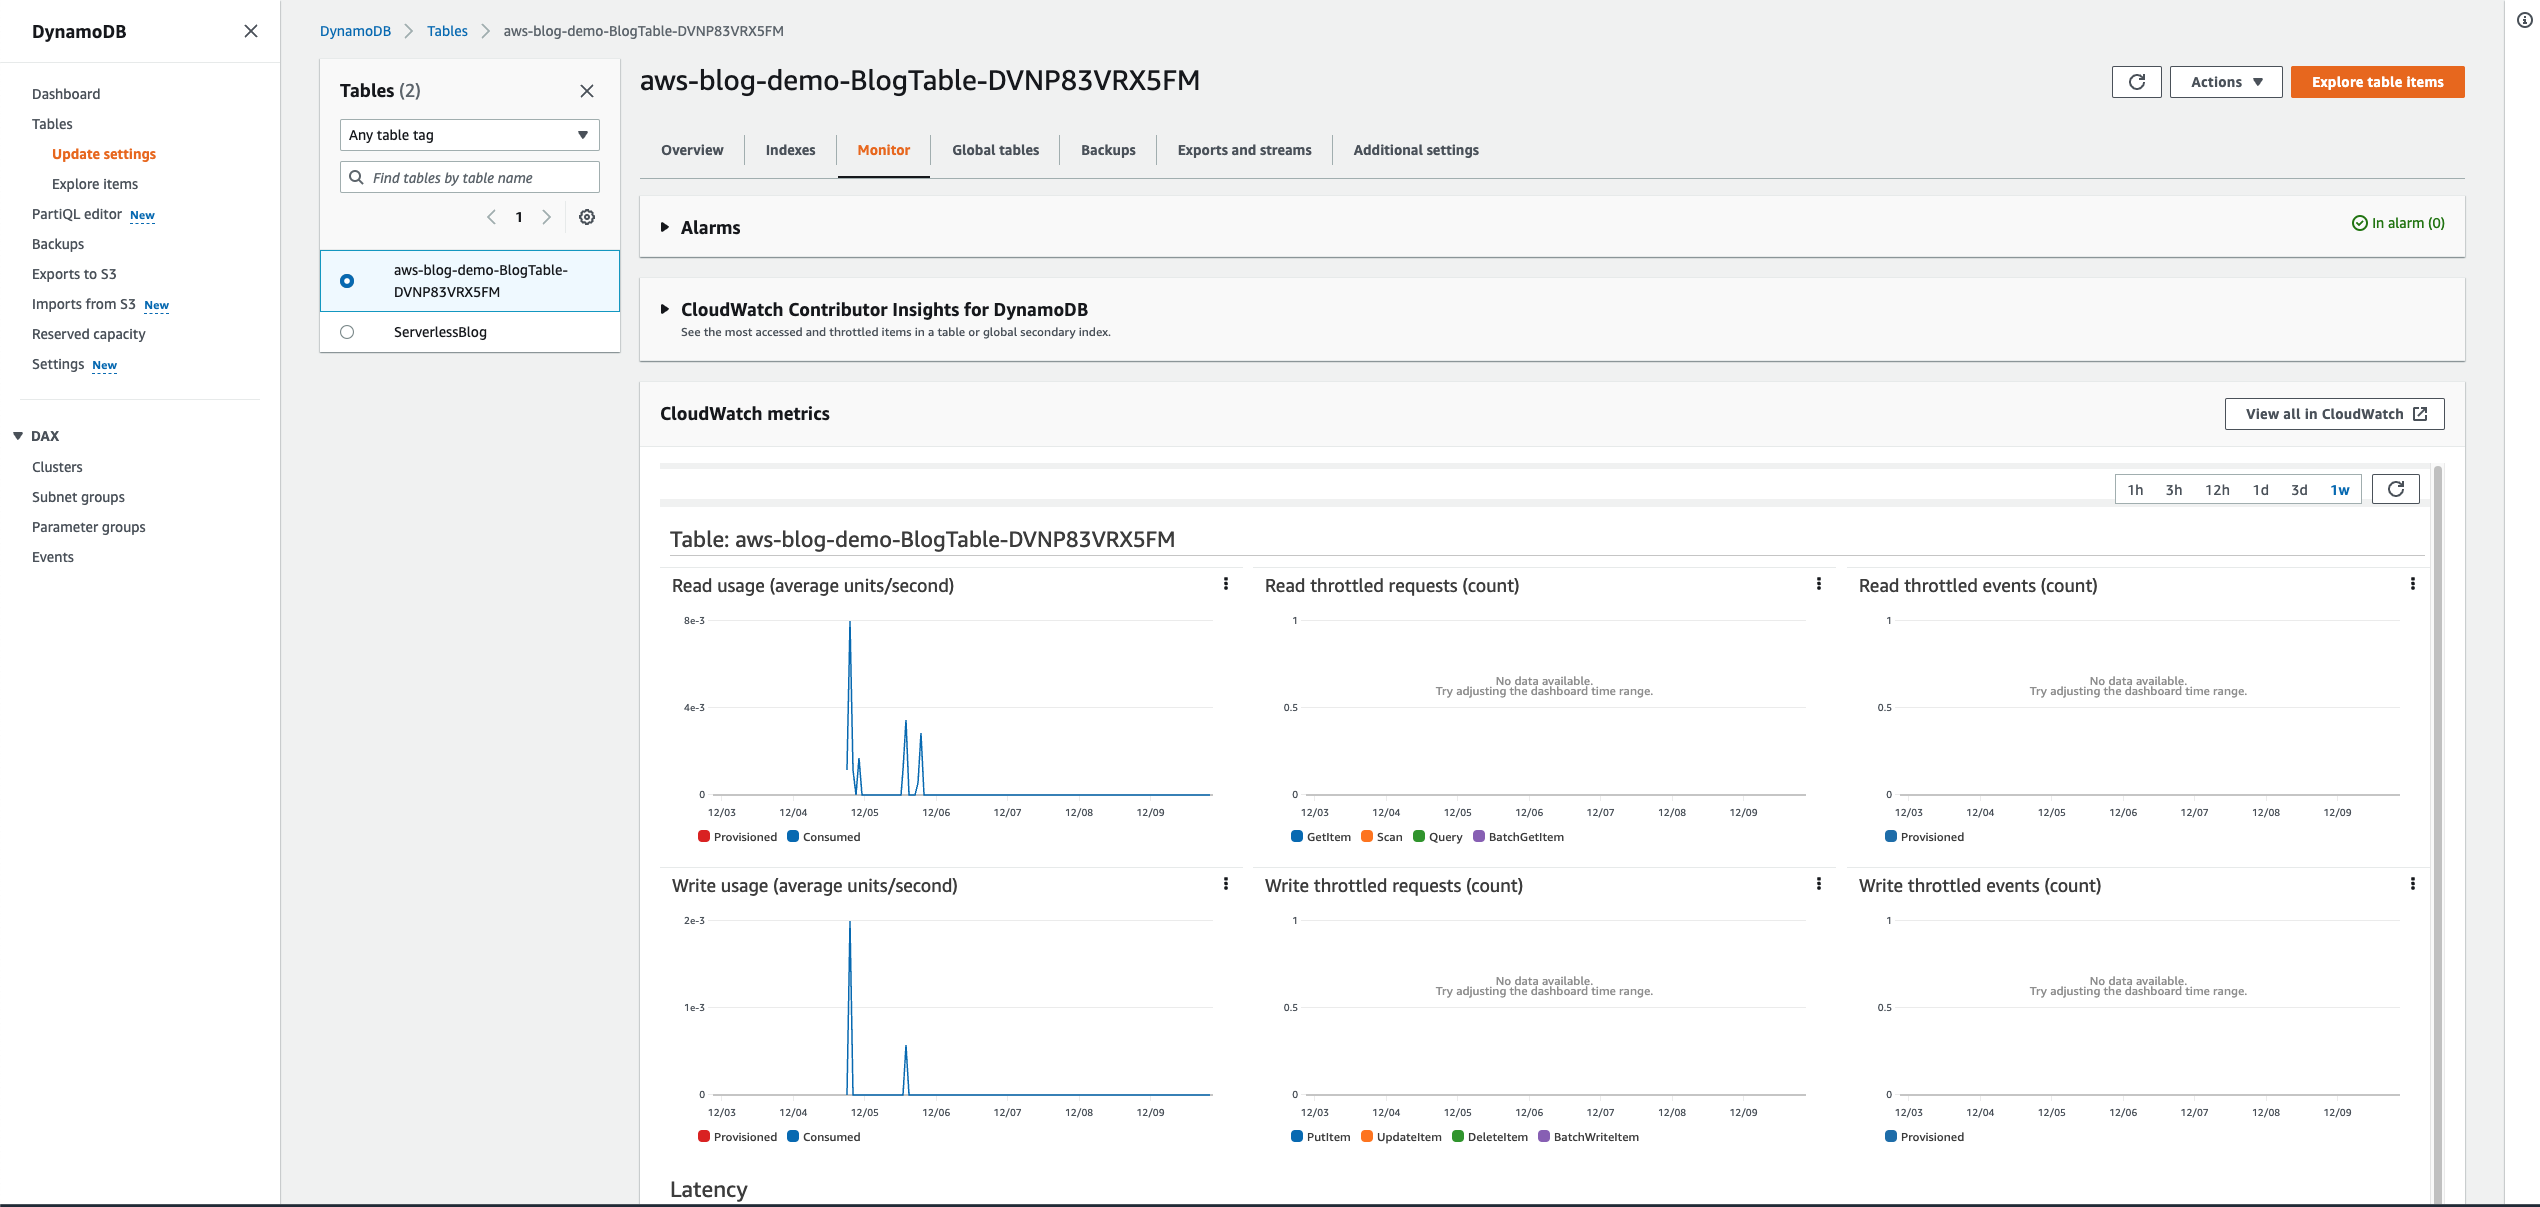 DynamoDB
Dashboard
Tables
Update settings
Explore items
PartiQL editor New
Backups
Exports to S3
Imports from S3 New
Reserved capacity
Settings New
DAX
Clusters
Subnet groups
Parameter groups
Events
DynamoDB Tables aws-blog-demo-BlogTable-DVNP83VRX5FM
Tables (2)
Any table tag
Find tables by table name
1
aws-blog-demo-BlogTable-
DVNP83VRX5FM
ServerlessBlog
aws-blog-demo-BlogTable-DVNP83VRX5FM
Actions
Explore table items
Overview Indexes Monitor Global tables Backups Exports and streams Additional settings
Alarms
In alarm (0)
CloudWatch Contributor Insights for DynamoDB
See the most accessed and throttled items in a table or global secondary index.
CloudWatch metrics
View all in CloudWatch
1h 3h 12h 1d 3d 1w
Table: aws-blog-demo-BlogTable-DVNP83VRX5FM
Read usage (average units/second)
8e-3
4e-3
0
12/03 12/04 12/05 12/06 12/07 12/08 12/09
Provisioned Consumed
Read throttled requests (count)
1
No data available.
Try adjusting the dashboard time range.
0.5
0
12/03 12/04 12/05 12/06 12/07 12/08 12/09
GetItem Scan Query BatchGetItem
Read throttled events (count)
1
No data available.
Try adjusting the dashboard time range.
0.5
0
12/03 12/04 12/05 12/06 12/07 12/08 12/09
Provisioned
Write usage (average units/second)
2e-3
1e-3
0
12/03 12/04 12/05 12/06 12/07 12/08 12/09
Provisioned Consumed
Write throttled requests (count)
1
No data available.
Try adjusting the dashboard time range.
0.5
0
12/03 12/04 12/05 12/06 12/07 12/08 12/09
PutItem UpdateItem DeleteItem BatchWriteItem
Write throttled events (count)
1
No data available.
Try adjusting the dashboard time range.
0.5
0
12/03 12/04 12/05 12/06 12/07 12/08 12/09
Provisioned
Latency